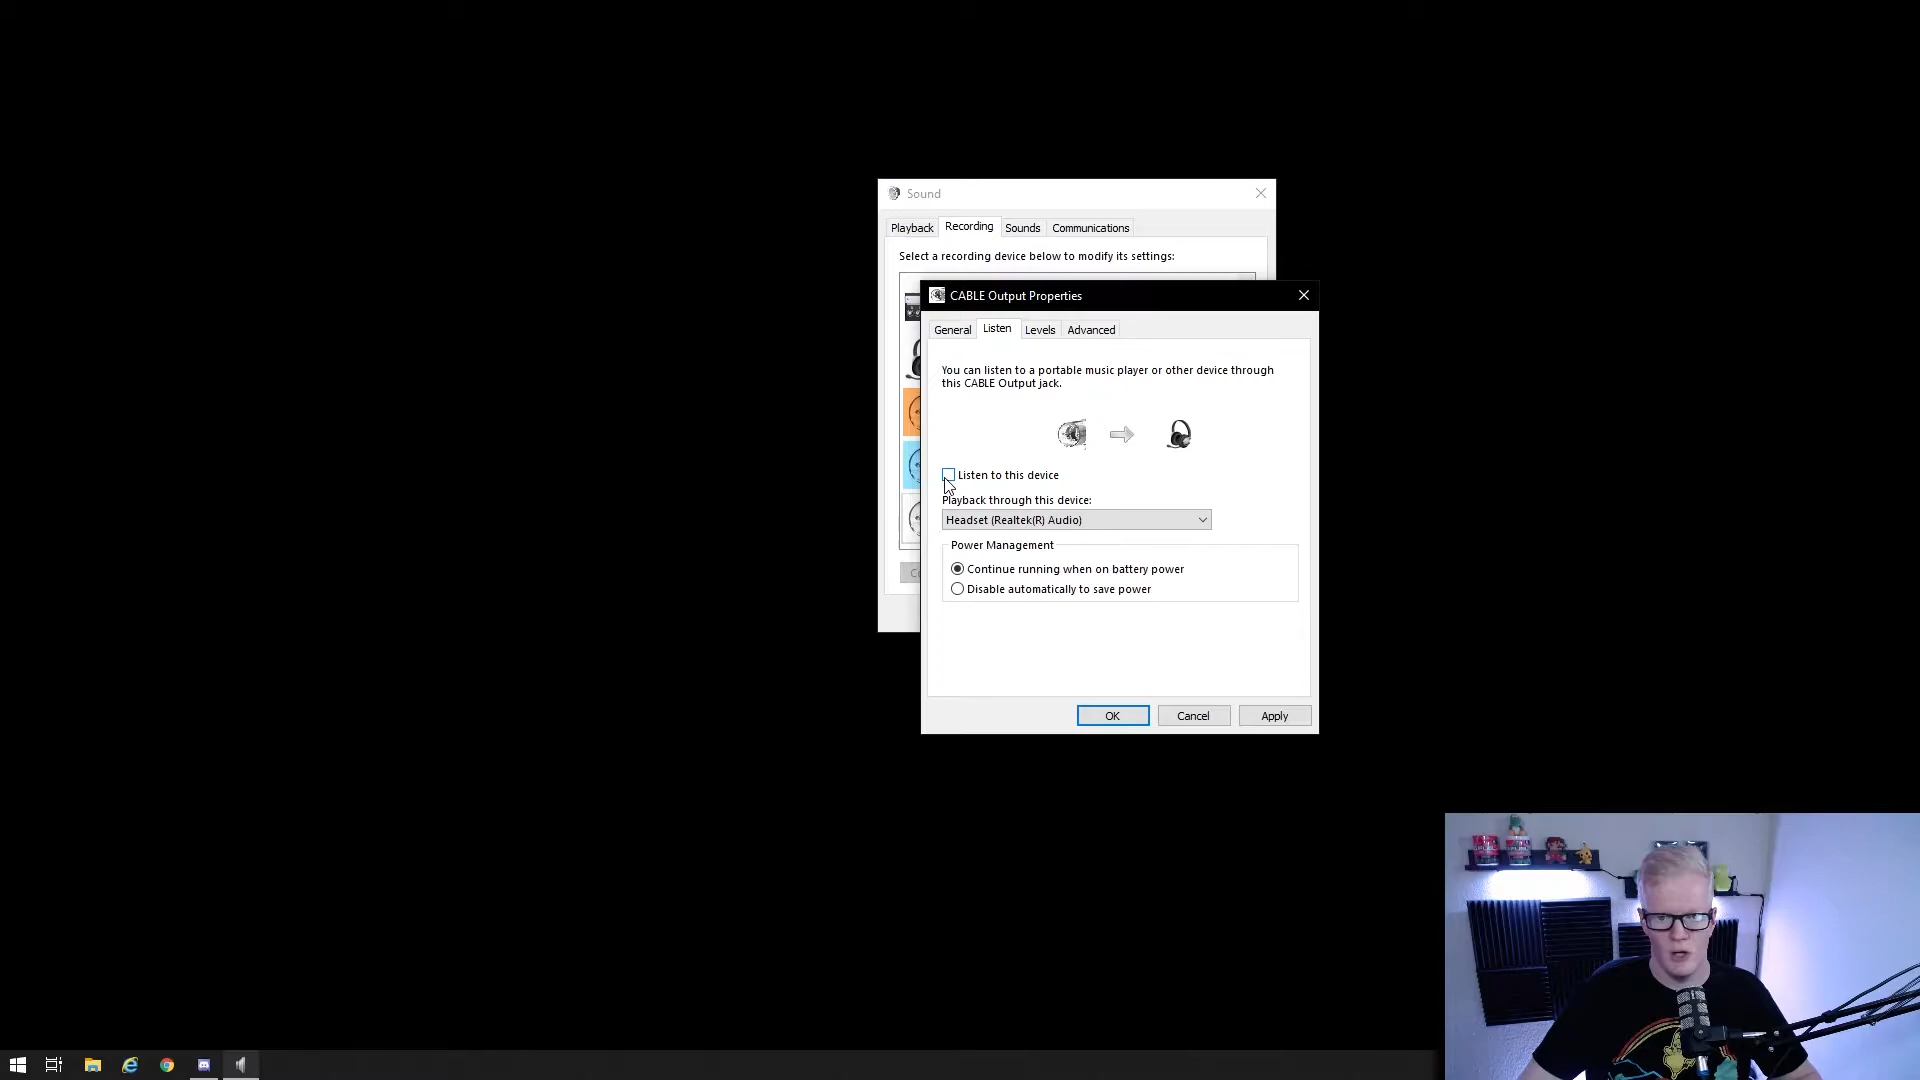 Sound
Playback Recording Sounds Communications
Select a recording device below to modify its settings:
CABLE Output Properties
General Listen Levels Advanced
You can listen to a portable music player or other device through
this CABLE Output jack.
Listen to this device
Playback through this device:
Headset (Realtek(R) Audio)
Power Management
Continue running when on battery power
Disable automatically to save power
OK Cancel Apply